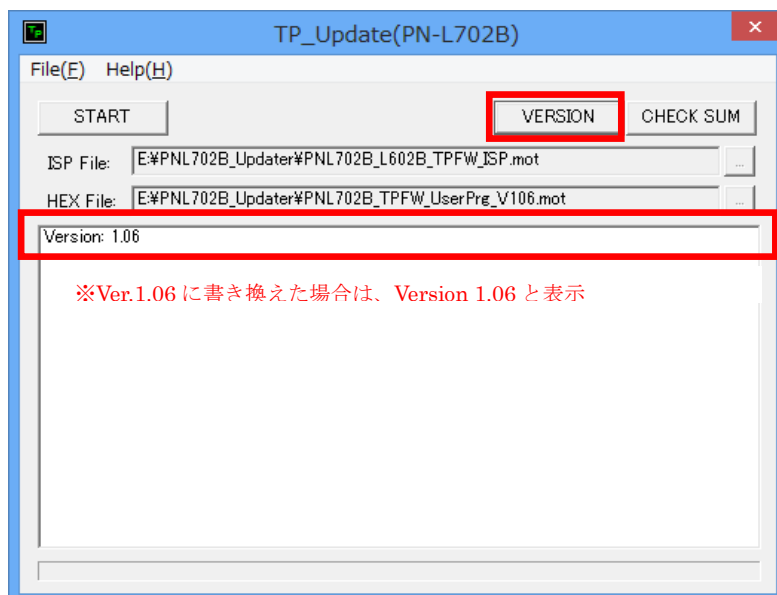 TP
TP_Update(PN-L702B)
×
File(F) Help(H)
START VERSION CHECK SUM
ISP File: E:¥PNL702B_Updater¥PNL702B_L602B_TPFW_ISP.mot ...
HEX File: E:¥PNL702B_Updater¥PNL702B_TPFW_UserPrg_V106.mot ...
Version: 1.06
※Ver.1.06 に書き換えた場合は、Version 1.06 と表示